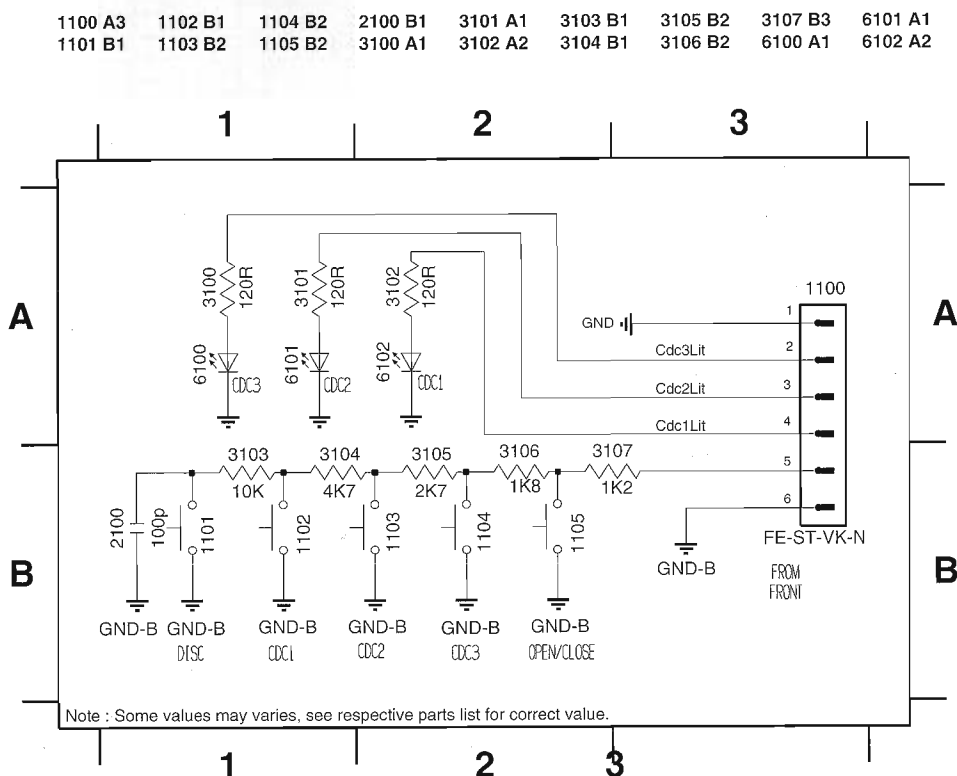 1100 A3 1102 B1 1104 B2 2100 B1 3101 A1 3103 B1 3105 B2 3107 B3 6101 A1
1101 B1 1103 B2 1105 B2 3100 A1 3102 A2 3104 B1 3106 B2 6100 A1 6102 A2
1 2 3
A A
3100 120R 3101 120R 3102 120R
1100
GND 1
Cdc3Lit 2
6100 CDC3 6101 CDC2 6102 CDC1
Cdc2Lit 3
Cdc1Lit 4
3103 3104 3105 3106 3107 5
10K 4K7 2K7 1K8 1K2
6
2100 100p 1101 1102 1103 1104 1105
FE-ST-VK-N
GND-B
FROM
FRONT
B B
GND-B GND-B GND-B GND-B GND-B GND-B
DISC CDC1 CDC2 CDC3 OPEN/CLOSE
Note : Some values may varies, see respective parts list for correct value.
1 2 3